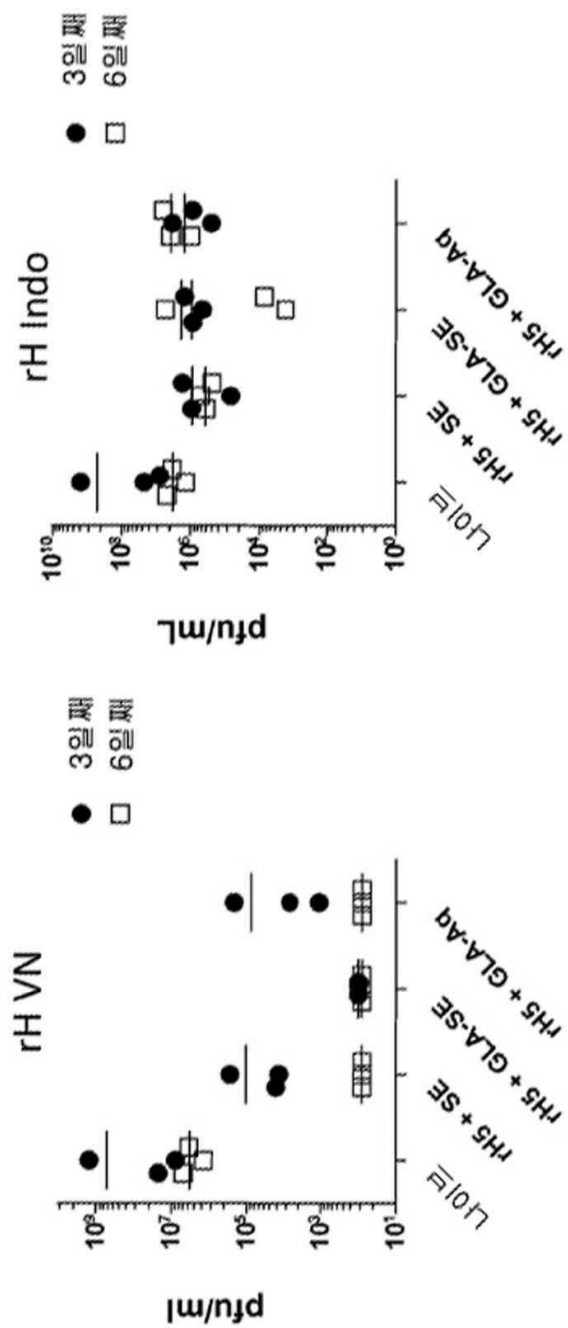 rH VN
pfu/ml
10⁹
10⁷
10⁵
10³
10¹
나이브
rH5 + SE
rH5 + GLA-SE
rH5 + GLA-Aq
3일째
6일째
rH Indo
pfu/mL
10¹⁰
10⁸
10⁶
10⁴
10²
10⁰
나이브
rH5 + SE
rH5 + GLA-SE
rH5 + GLA-Aq
3일째
6일째